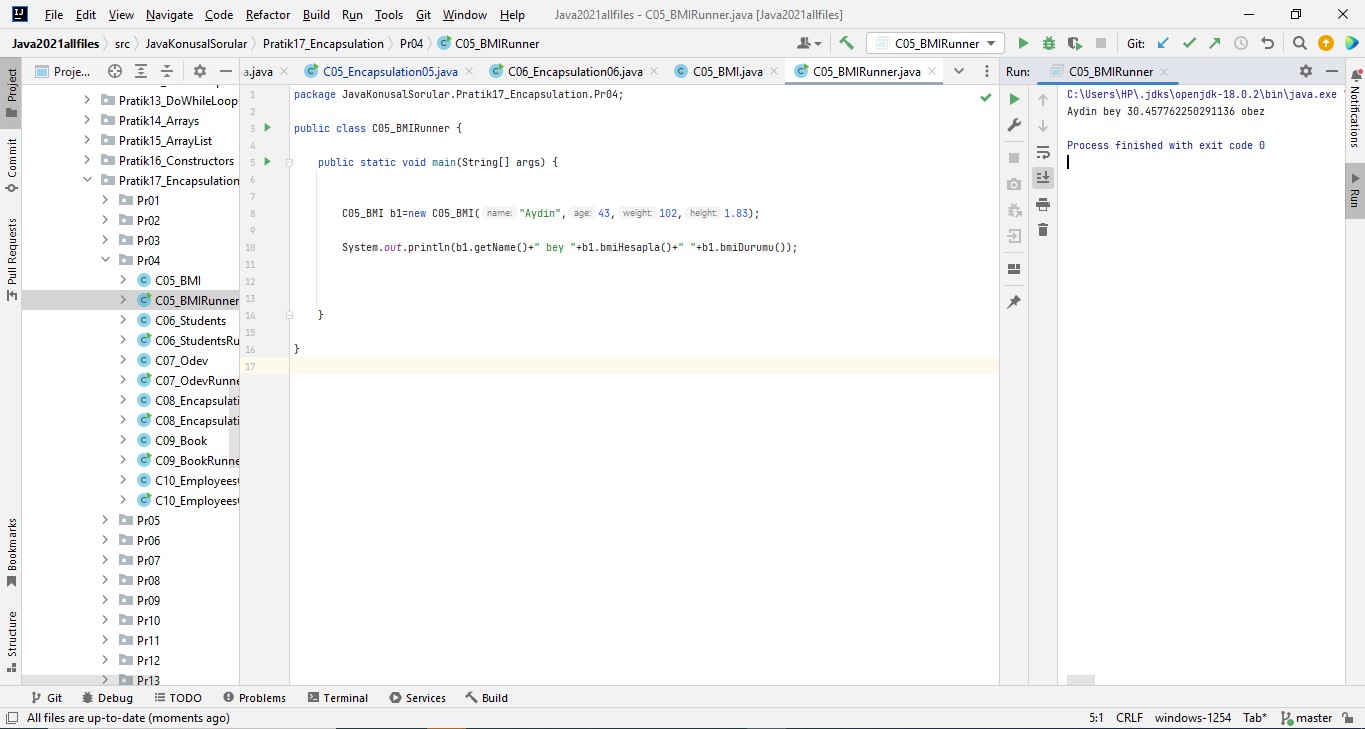 File Edit View Navigate Code Refactor Build Run Tools Git Window Help Java2021allfiles - C05_BMIRunner.java [Java2021allfiles]
Java2021allfiles src JavaKonusalSorular Pratik17_Encapsulation Pr04 C05_BMIRunner C05_BMIRunner Git:
Proje... a.java C05_Encapsulation05.java C06_Encapsulation06.java C05_BMI.java C05_BMIRunner.java Run: C05_BMIRunner
Project
Commit
Pull Requests
Bookmarks
Structure
Pratik13_DoWhileLoop
Pratik14_Arrays
Pratik15_ArrayList
Pratik16_Constructors
Pratik17_Encapsulation
Pr01
Pr02
Pr03
Pr04
C05_BMI
C05_BMIRunner
C06_Students
C06_StudentsRu
C07_Odev
C07_OdevRunne
C08_Encapsulati
C08_Encapsulati
C09_Book
C09_BookRunne
C10_Employees
C10_Employees
Pr05
Pr06
Pr07
Pr08
Pr09
Pr10
Pr11
Pr12
Pr13
1 package JavaKonusalSorular.Pratik17_Encapsulation.Pr04;
2
3 public class C05_BMIRunner {
4
5 public static void main(String[] args) {
6
7
8 C05_BMI b1=new C05_BMI( name: "Aydin", age: 43, weight: 102, height: 1.83);
9
10 System.out.println(b1.getName()+" bey "+b1.bmiHesapla()+" "+b1.bmiDurumu());
11
12
13
14 }
15
16 }
17
C:\Users\HP\.jdks\openjdk-18.0.2\bin\java.exe
Aydin bey 30.457762250291136 obez
Process finished with exit code 0
Notifications
Run
Git Debug TODO Problems Terminal Services Build
All files are up-to-date (moments ago) 5:1 CRLF windows-1254 Tab* master